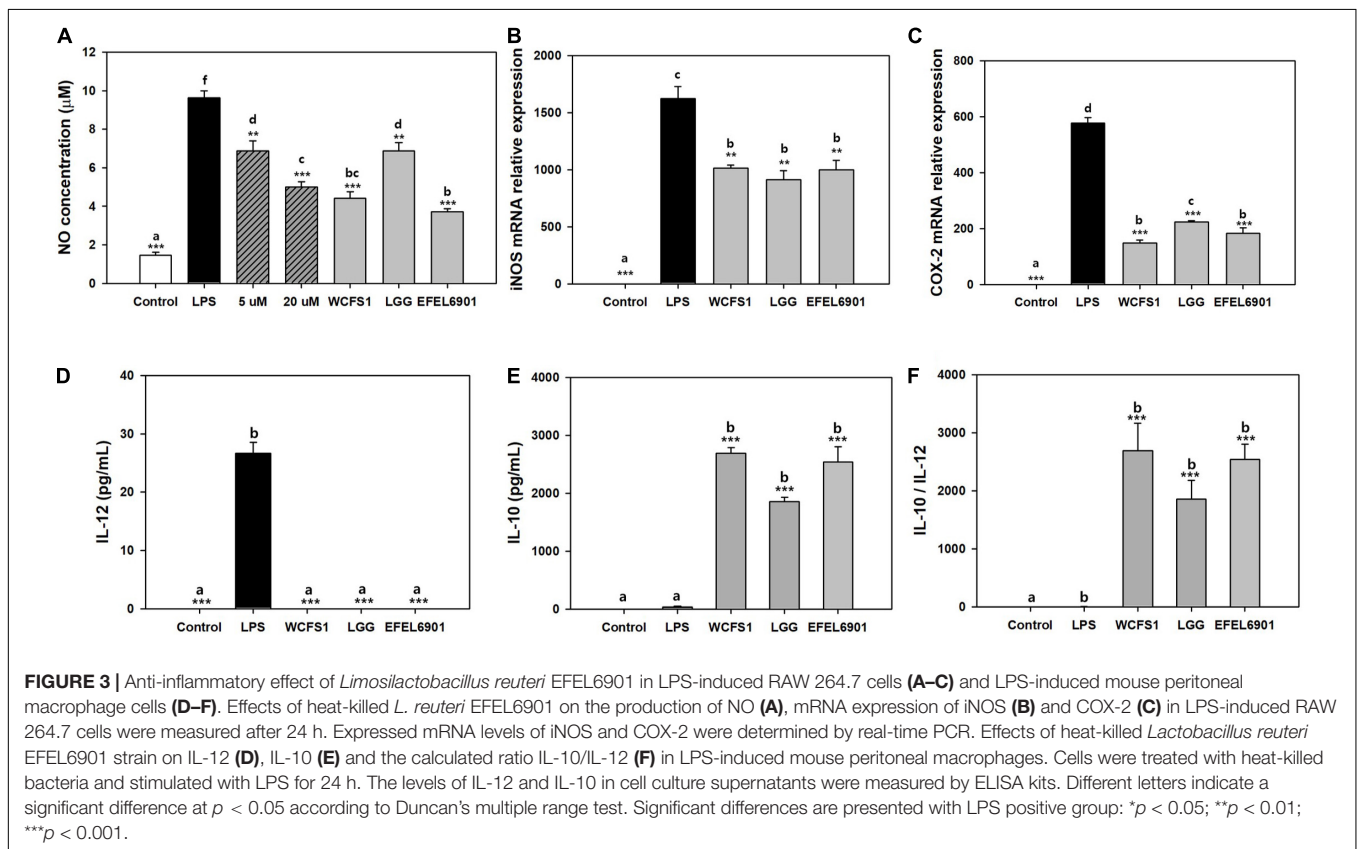 A
NO concentration (µM)
12
10
8
6
4
2
0
a
***
f
d
**
c
***
bc
***
d
**
b
***
Control LPS 5 uM 20 uM WCFS1 LGG EFEL6901
B
iNOS mRNA relative expression
2000
1500
1000
500
0
a
***
c
b
**
b
**
b
**
Control LPS WCFS1 LGG EFEL6901
C
COX-2 mRNA relative expression
800
600
400
200
0
a
***
d
b
***
c
***
b
***
Control LPS WCFS1 LGG EFEL6901
D
IL-12 (pg/mL)
40
30
20
10
0
a
***
b
a
***
a
***
a
***
Control LPS WCFS1 LGG EFEL6901
E
IL-10 (pg/mL)
4000
3000
2000
1000
0
a
a
b
***
b
***
b
***
Control LPS WCFS1 LGG EFEL6901
F
IL-10 / IL-12
4000
3000
2000
1000
0
a
b
b
***
b
***
b
***
Control LPS WCFS1 LGG EFEL6901
FIGURE 3 | Anti-inflammatory effect of Limosilactobacillus reuteri EFEL6901 in LPS-induced RAW 264.7 cells (A–C) and LPS-induced mouse peritoneal
macrophage cells (D–F). Effects of heat-killed L. reuteri EFEL6901 on the production of NO (A), mRNA expression of iNOS (B) and COX-2 (C) in LPS-induced RAW
264.7 cells were measured after 24 h. Expressed mRNA levels of iNOS and COX-2 were determined by real-time PCR. Effects of heat-killed Lactobacillus reuteri
EFEL6901 strain on IL-12 (D), IL-10 (E) and the calculated ratio IL-10/IL-12 (F) in LPS-induced mouse peritoneal macrophages. Cells were treated with heat-killed
bacteria and stimulated with LPS for 24 h. The levels of IL-12 and IL-10 in cell culture supernatants were measured by ELISA kits. Different letters indicate a
significant difference at p < 0.05 according to Duncan's multiple range test. Significant differences are presented with LPS positive group: *p < 0.05; **p < 0.01;
***p < 0.001.